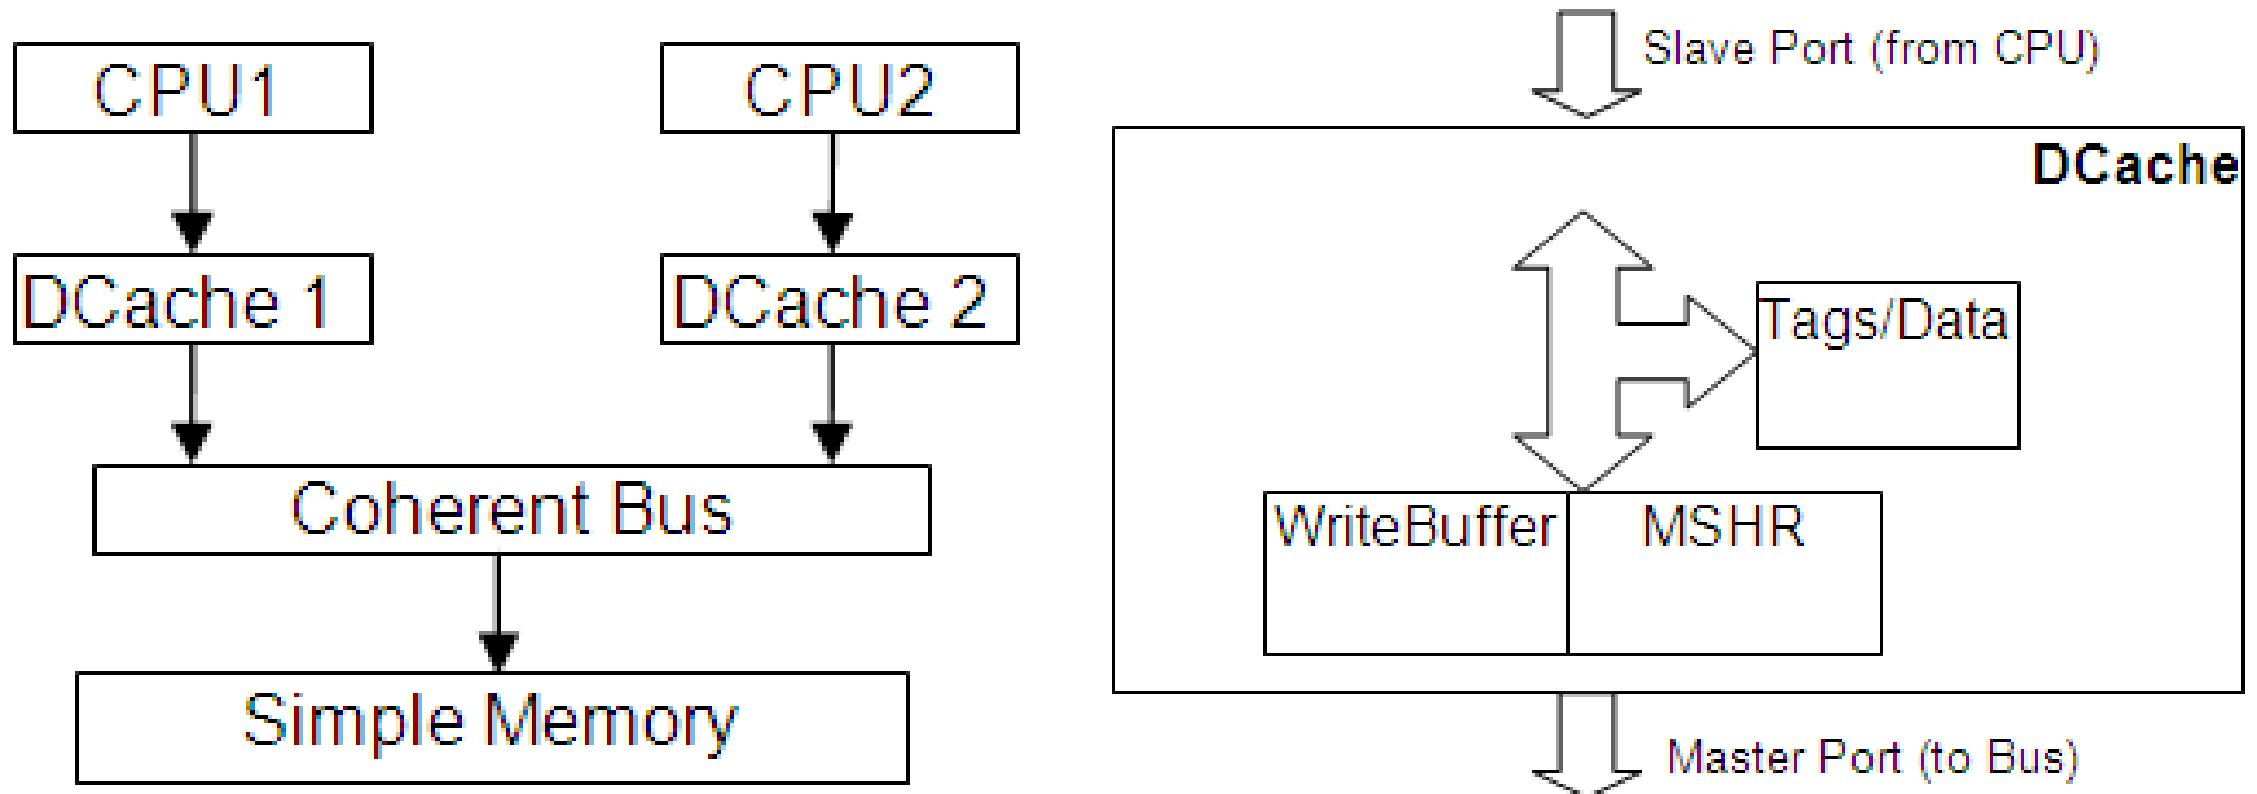 CPU1
CPU2
DCache 1
DCache 2
Coherent Bus
Simple Memory
Slave Port (from CPU)
DCache
Tags/Data
WriteBuffer
MSHR
Master Port (to Bus)